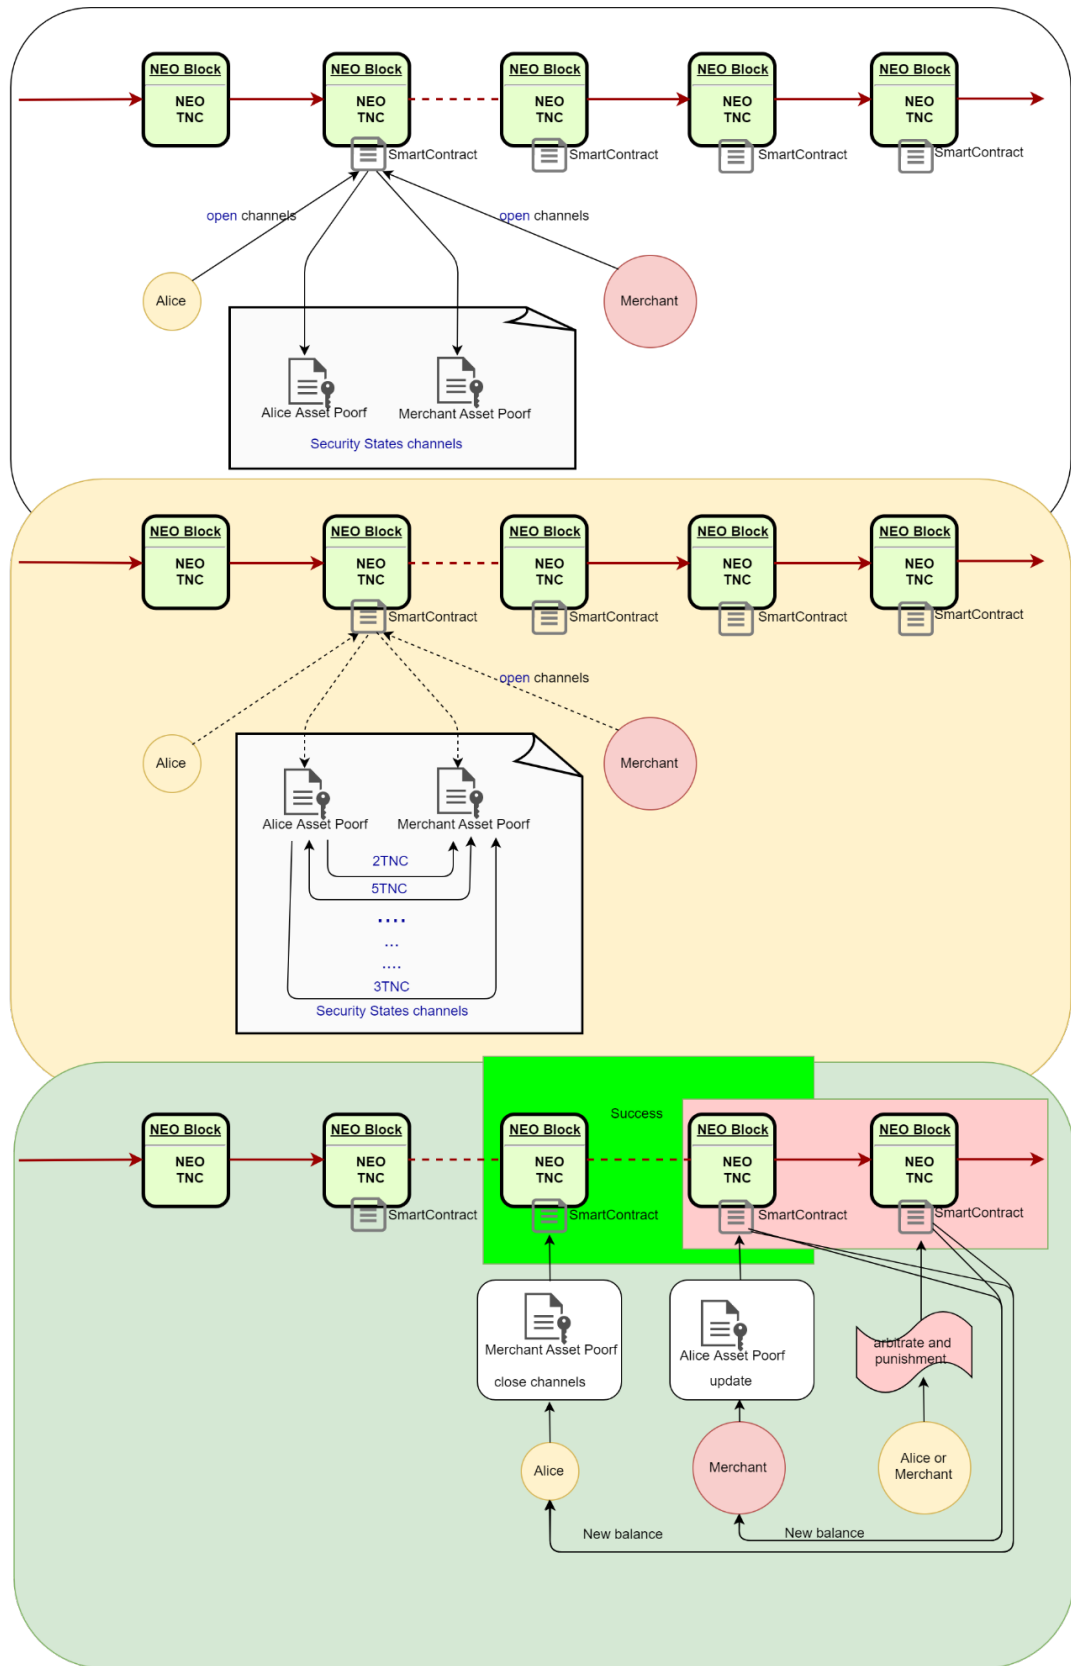 NEO Block
NEO
TNC
NEO Block
NEO
TNC
NEO Block
NEO
TNC
NEO Block
NEO
TNC
NEO Block
NEO
TNC
SmartContract
SmartContract
SmartContract
SmartContract
open channels
open channels
Alice
Merchant
Alice Asset Poorf
Merchant Asset Poorf
Security States channels
NEO Block
NEO
TNC
NEO Block
NEO
TNC
NEO Block
NEO
TNC
NEO Block
NEO
TNC
NEO Block
NEO
TNC
SmartContract
SmartContract
SmartContract
SmartContract
open channels
Alice
Merchant
Alice Asset Poorf
Merchant Asset Poorf
2TNC
5TNC
....
...
....
3TNC
Security States channels
Success
NEO Block
NEO
TNC
NEO Block
NEO
TNC
NEO Block
NEO
TNC
NEO Block
NEO
TNC
NEO Block
NEO
TNC
SmartContract
SmartContract
SmartContract
SmartContract
Merchant Asset Poorf
close channels
Alice Asset Poorf
update
arbitrate and
punishment
Alice
Merchant
Alice or
Merchant
New balance
New balance